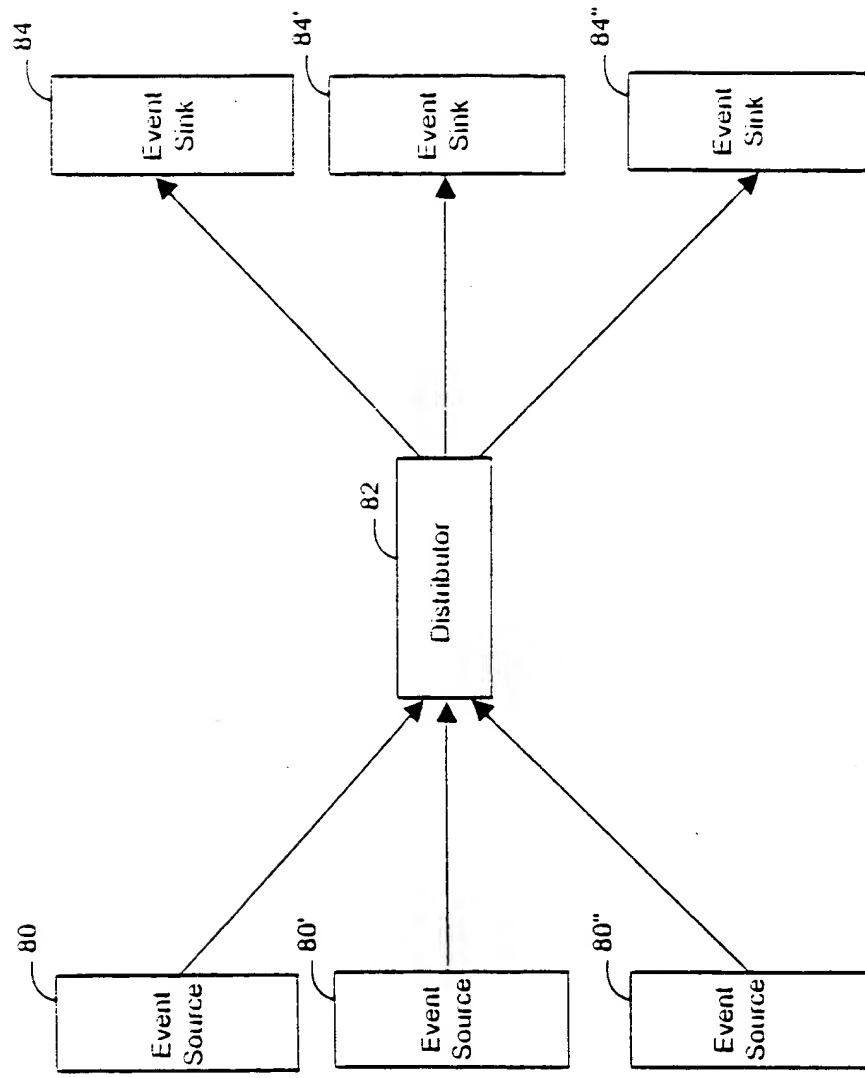 80"
Event
Source
80'
Event
Source
80
Event
Source
82
Distributor
84"
Event
Sink
84'
Event
Sink
84
Event
Sink